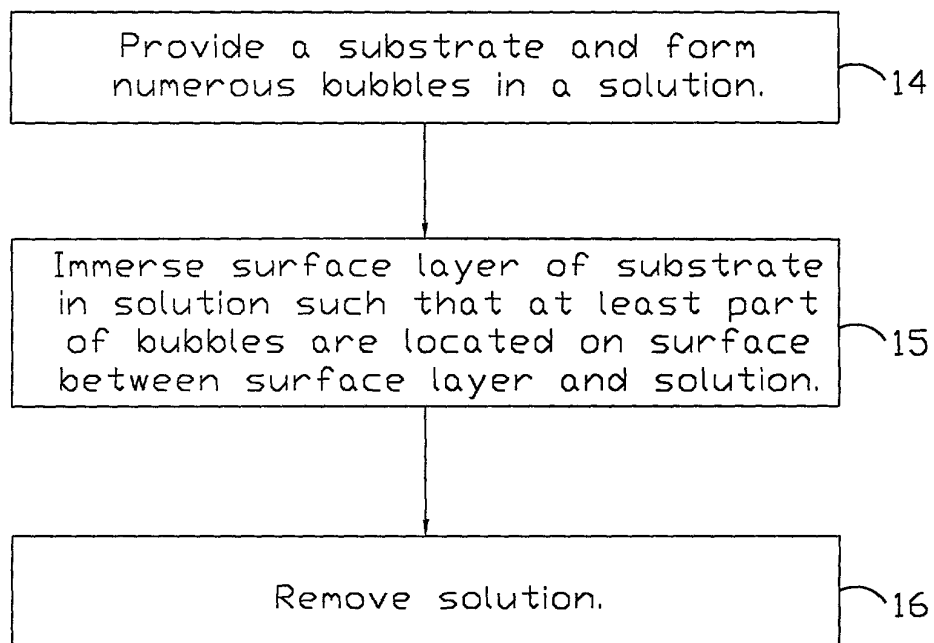 Provide a substrate and form
numerous bubbles in a solution.
14
Immerse surface layer of substrate
in solution such that at least part
of bubbles are located on surface
between surface layer and solution.
15
Remove solution.
16